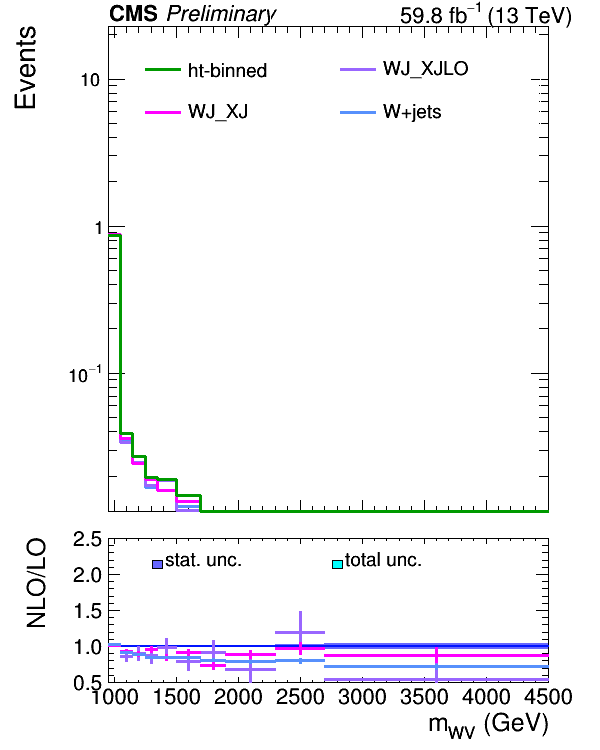 CMS Preliminary 59.8 fb⁻¹ (13 TeV)
Events
10
1
10⁻¹
ht-binned
WJ_XJLO
WJ_XJ
W+jets
NLO/LO
2.5
2.0
1.5
1.0
0.5
stat. unc.
total unc.
1000 1500 2000 2500 3000 3500 4000 4500
m_WV (GeV)